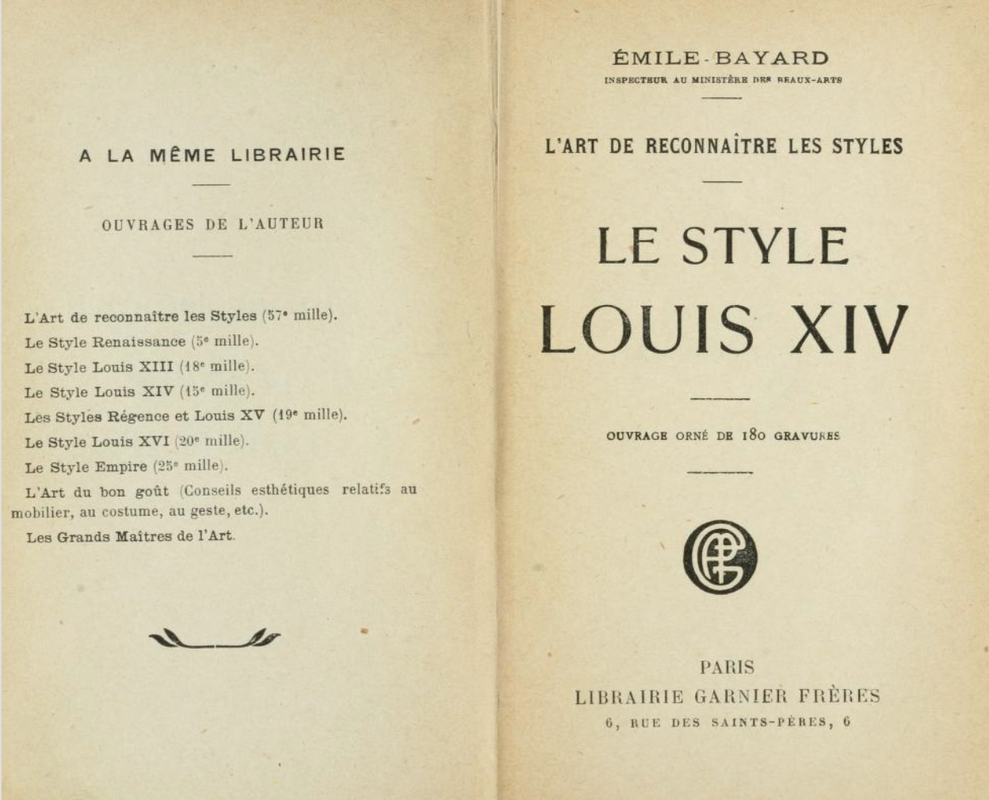 A LA MÊME LIBRAIRIE
OUVRAGES DE L'AUTEUR
L'Art de reconnaître les Styles (57e mille).
Le Style Renaissance (5e mille).
Le Style Louis XIII (18e mille).
Le Style Louis XIV (15e mille).
Les Styles Régence et Louis XV (19e mille).
Le Style Louis XVI (20e mille).
Le Style Empire (25e mille).
L'Art du bon goût (Conseils esthétiques relatifs au
mobilier, au costume, au geste, etc.).
Les Grands Maîtres de l'Art.
ÉMILE-BAYARD
INSPECTEUR AU MINISTÈRE DES BEAUX-ARTS
L'ART DE RECONNAÎTRE LES STYLES
LE STYLE
LOUIS XIV
OUVRAGE ORNÉ DE 180 GRAVURES
PARIS
LIBRAIRIE GARNIER FRÈRES
6, RUE DES SAINTS-PÈRES, 6